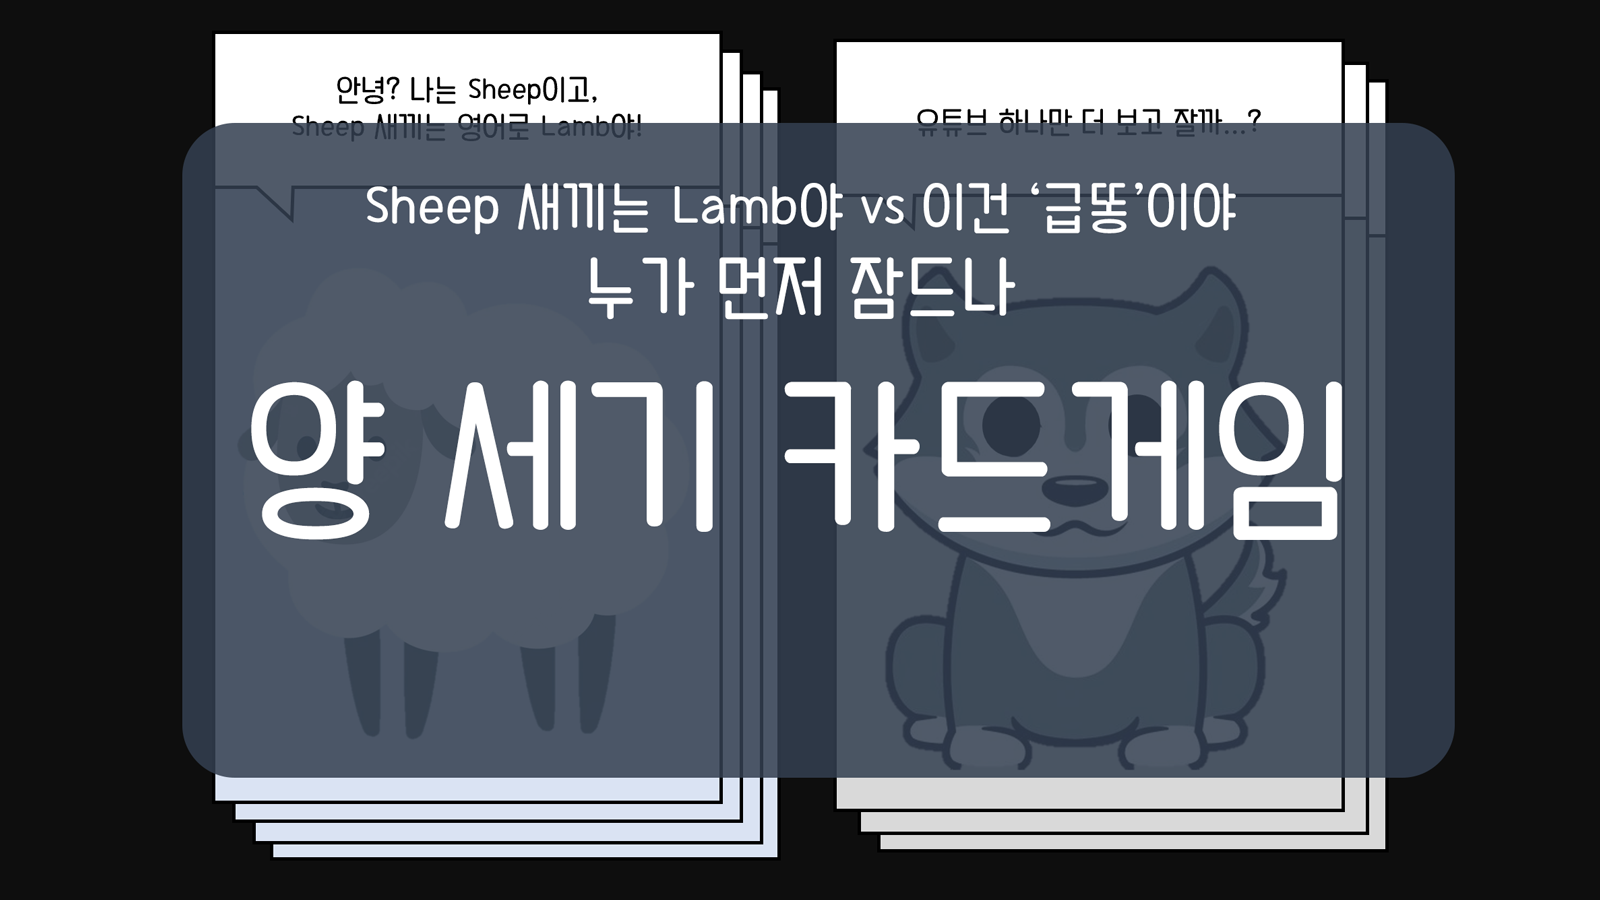 안녕? 나는 Sheep이고,
Sheep 새끼는 영어로 Lamb야!
유튜브 하나만 더 보고 잘까...?
Sheep 새끼는 Lamb야 vs 이건 ‘급똥’이야
누가 먼저 잠드나
양 세기 카드게임